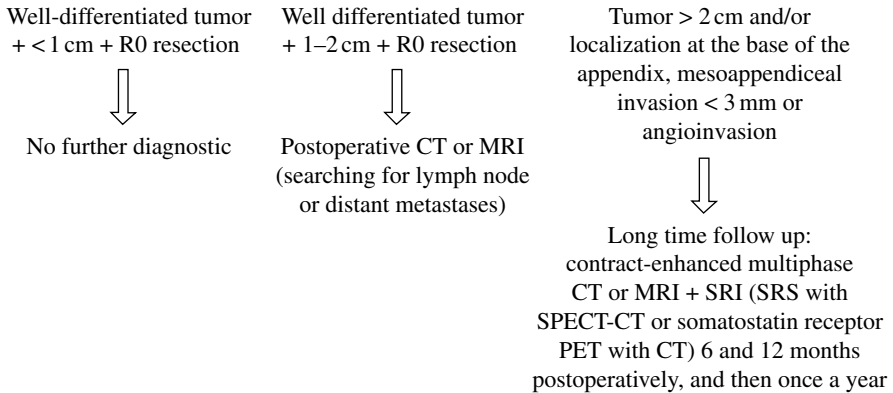 Well-differentiated tumor
+ < 1 cm + R0 resection
No further diagnostic
Well differentiated tumor
+ 1–2 cm + R0 resection
Postoperative CT or MRI
(searching for lymph node
or distant metastases)
Tumor > 2 cm and/or
localization at the base of the
appendix, mesoappendiceal
invasion < 3 mm or
angioinvasion
Long time follow up:
contract-enhanced multiphase
CT or MRI + SRI (SRS with
SPECT-CT or somatostatin receptor
PET with CT) 6 and 12 months
postoperatively, and then once a year